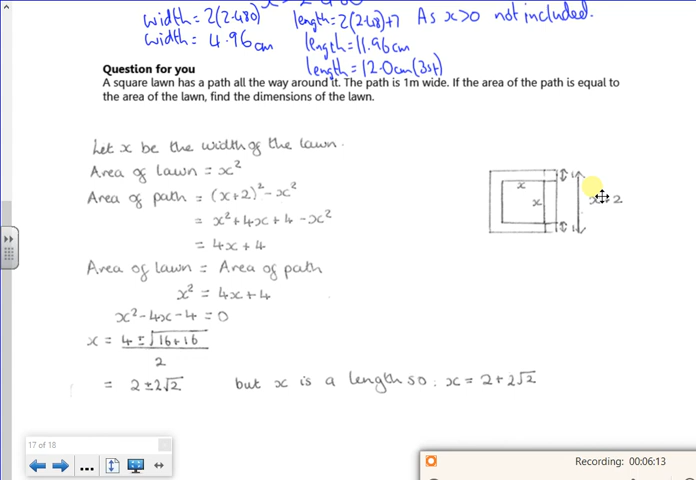 width = 2(2.480) length = 2(2.48)+7 As x>0 not included.
width = 4.96cm length = 11.96cm
length = 12.0cm (3sf)
Question for you
A square lawn has a path all the way around it. The path is 1m wide. If the area of the path is equal to
the area of the lawn, find the dimensions of the lawn.
Let x be the width of the lawn.
Area of lawn = x²
Area of path = (x+2)² - x²
= x² + 4x + 4 - x²
= 4x + 4
Area of lawn = Area of path
x² = 4x + 4
x² - 4x - 4 = 0
x = 4 ± √16+16
2
= 2 ± 2√2 but x is a length so: x = 2 + 2√2
x
x
1
1
2
17 of 18
...
Recording: 00:06:13